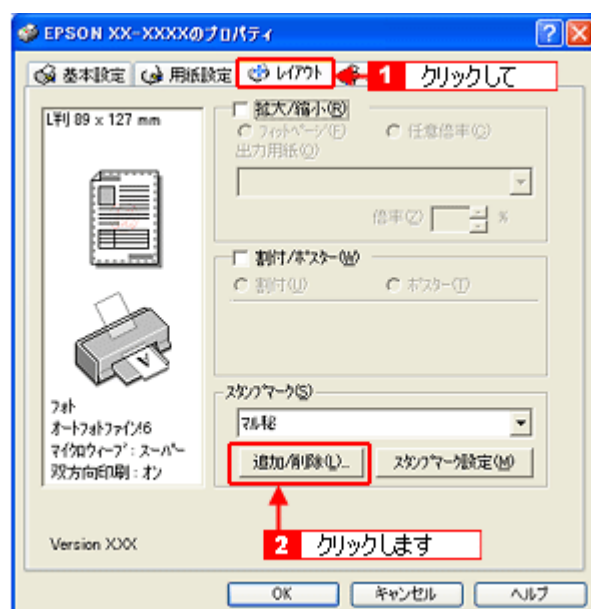 EPSON XX-XXXXのプロパティ
基本設定 用紙設定 レイアウト 1 クリックして
L判 89 x 127 mm
拡大/縮小(R)
フィットページ(F) 任意倍率(C)
出力用紙(O)
倍率(Z) %
割付/ポスター(W)
割付(U) ポスター(T)
スタンプマーク(S)
マル秘
追加/削除(L)... スタンプマーク設定(M)
フォト
オートフォトファイン!6
マイクロウィーブ : スーパー
双方向印刷 : オン
2 クリックします
Version XXX
OK キャンセル ヘルプ